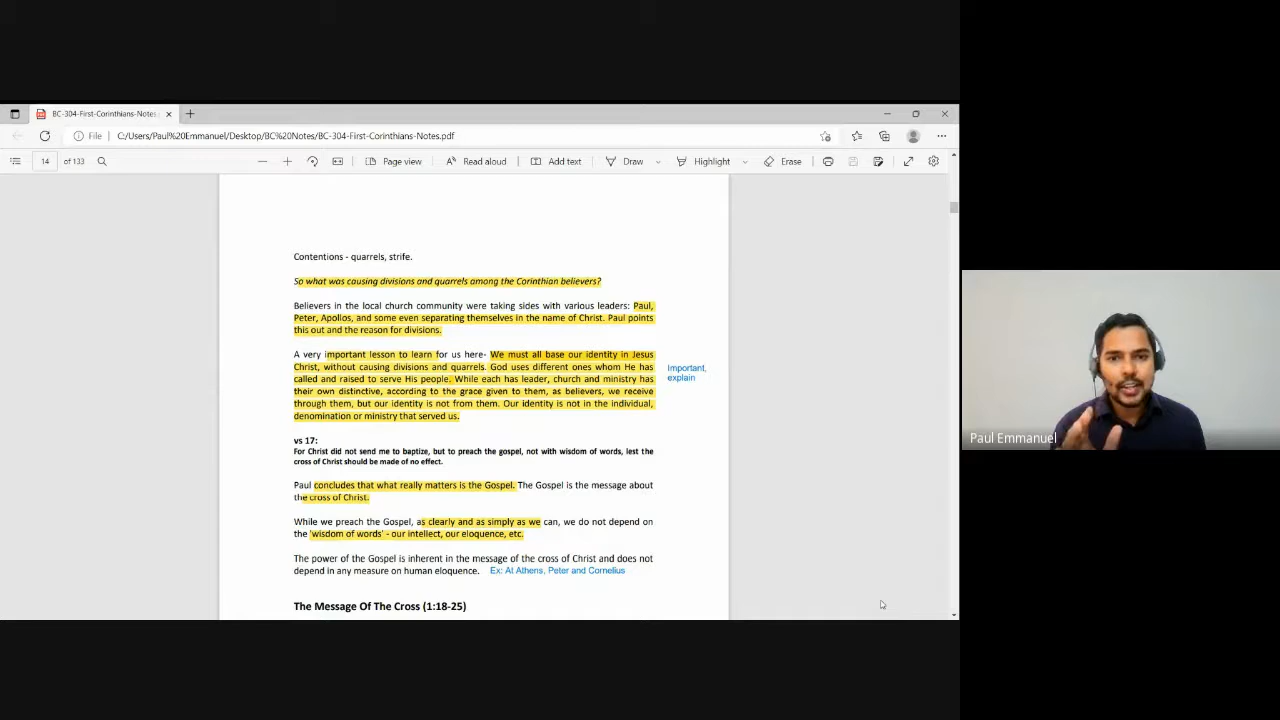 BC-304-First-Corinthians-Notes
File
C:/Users/Paul%20Emmanuel/Desktop/BC%20Notes/BC-304-First-Corinthians-Notes.pdf
14 of 133
Page view
Read aloud
Add text
Draw
Highlight
Erase
Contentions - quarrels, strife.
So what was causing divisions and quarrels among the Corinthian believers?
Believers in the local church community were taking sides with various leaders: Paul,
Peter, Apollos, and some even separating themselves in the name of Christ. Paul points
this out and the reason for divisions.
A very important lesson to learn for us here- We must all base our identity in Jesus
Christ, without causing divisions and quarrels. God uses different ones whom He has
called and raised to serve His people. While each has leader, church and ministry has
their own distinctive, according to the grace given to them, as believers, we receive
through them, but our identity is not from them. Our identity is not in the individual,
denomination or ministry that served us.
Important,
explain
vs 17:
For Christ did not send me to baptize, but to preach the gospel, not with wisdom of words, lest the
cross of Christ should be made of no effect.
Paul concludes that what really matters is the Gospel. The Gospel is the message about
the cross of Christ.
While we preach the Gospel, as clearly and as simply as we can, we do not depend on
the 'wisdom of words' - our intellect, our eloquence, etc.
The power of the Gospel is inherent in the message of the cross of Christ and does not
depend in any measure on human eloquence. Ex: At Athens, Peter and Cornelius
The Message Of The Cross (1:18-25)
Paul Emmanuel